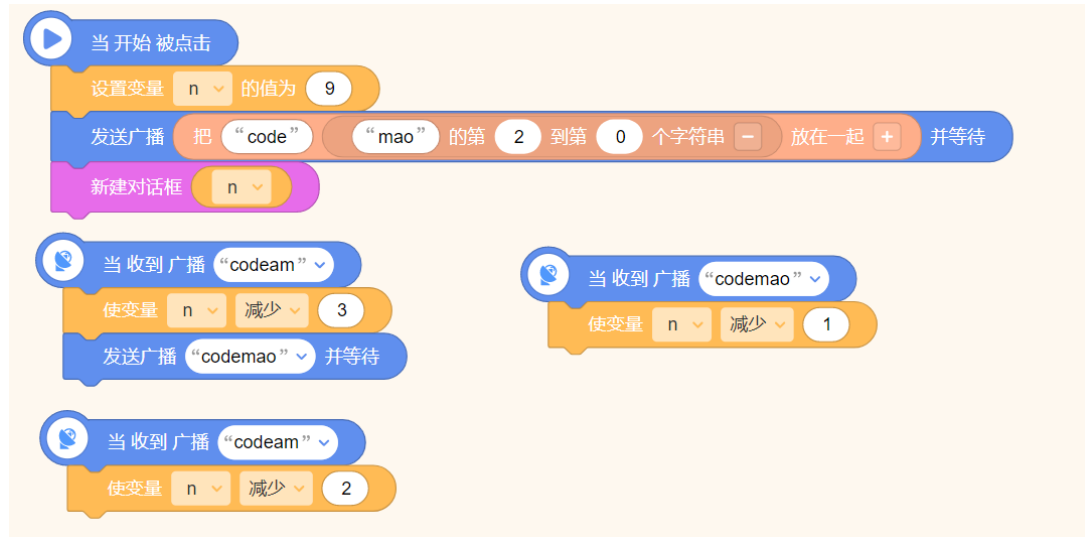 当 开始 被点击
设置变量 n 的值为 9
发送广播 把 “code” “mao” 的第 2 到第 0 个字符串 − 放在一起 + 并等待
新建对话框 n
当 收到 广播 “codeam”
使变量 n 减少 3
发送广播 “codemao” 并等待
当 收到 广播 “codemao”
使变量 n 减少 1
当 收到 广播 “codeam”
使变量 n 减少 2